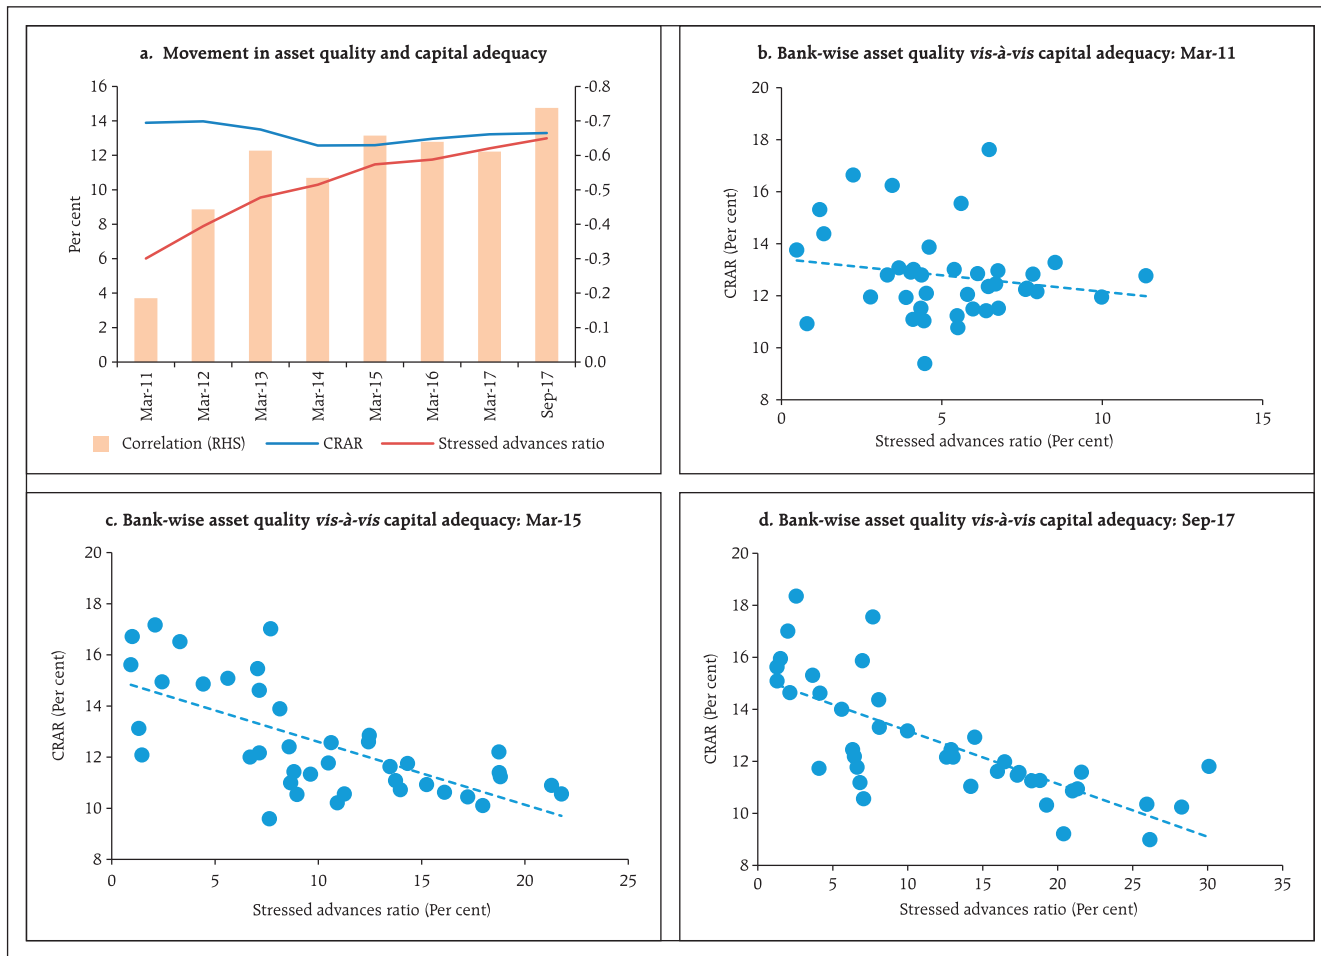 a. Movement in asset quality and capital adequacy
16
14
12
10
8
6
4
2
0
Per cent
-0.8
-0.7
-0.6
-0.5
-0.4
-0.3
-0.2
-0.1
0.0
Mar-11
Mar-12
Mar-13
Mar-14
Mar-15
Mar-16
Mar-17
Sep-17
Correlation (RHS) CRAR Stressed advances ratio
b. Bank-wise asset quality vis-à-vis capital adequacy: Mar-11
20
18
16
14
12
10
8
CRAR (Per cent)
0 5 10 15
Stressed advances ratio (Per cent)
c. Bank-wise asset quality vis-à-vis capital adequacy: Mar-15
20
18
16
14
12
10
8
CRAR (Per cent)
0 5 10 15 20 25
Stressed advances ratio (Per cent)
d. Bank-wise asset quality vis-à-vis capital adequacy: Sep-17
20
18
16
14
12
10
8
CRAR (Per cent)
0 5 10 15 20 25 30 35
Stressed advances ratio (Per cent)